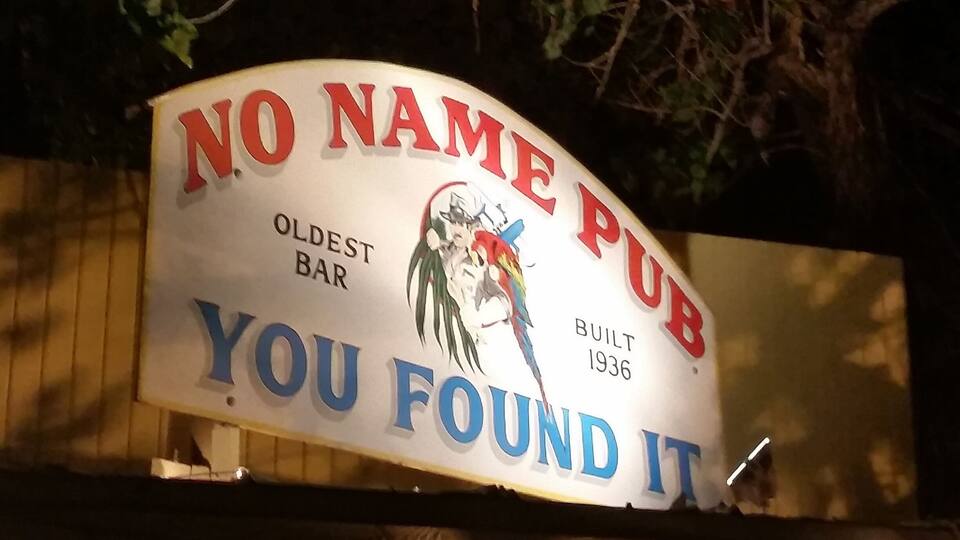 NO NAME PUB
OLDEST
BAR
BUILT
1936
YOU FOUND IT